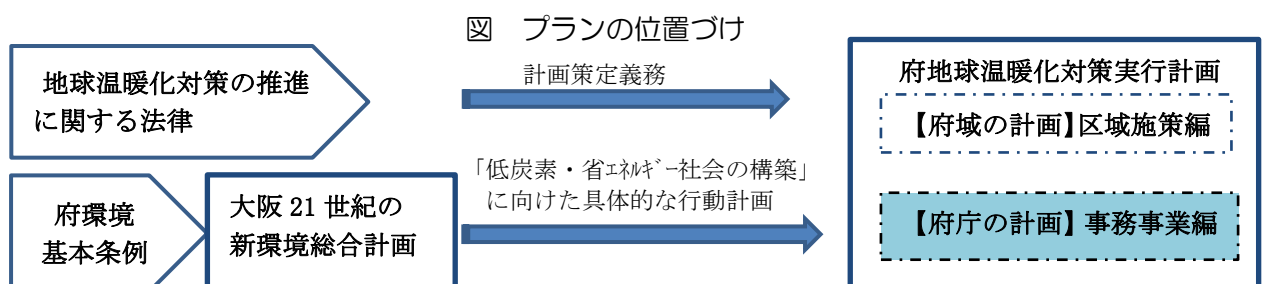 図 プランの位置づけ
地球温暖化対策の推進
に関する法律
計画策定義務
府地球温暖化対策実行計画
【府域の計画】区域施策編
府環境
基本条例
大阪 21 世紀の
新環境総合計画
「低炭素・省ｴﾈﾙｷﾞｰ社会の構築」
に向けた具体的な行動計画
【府庁の計画】 事務事業編